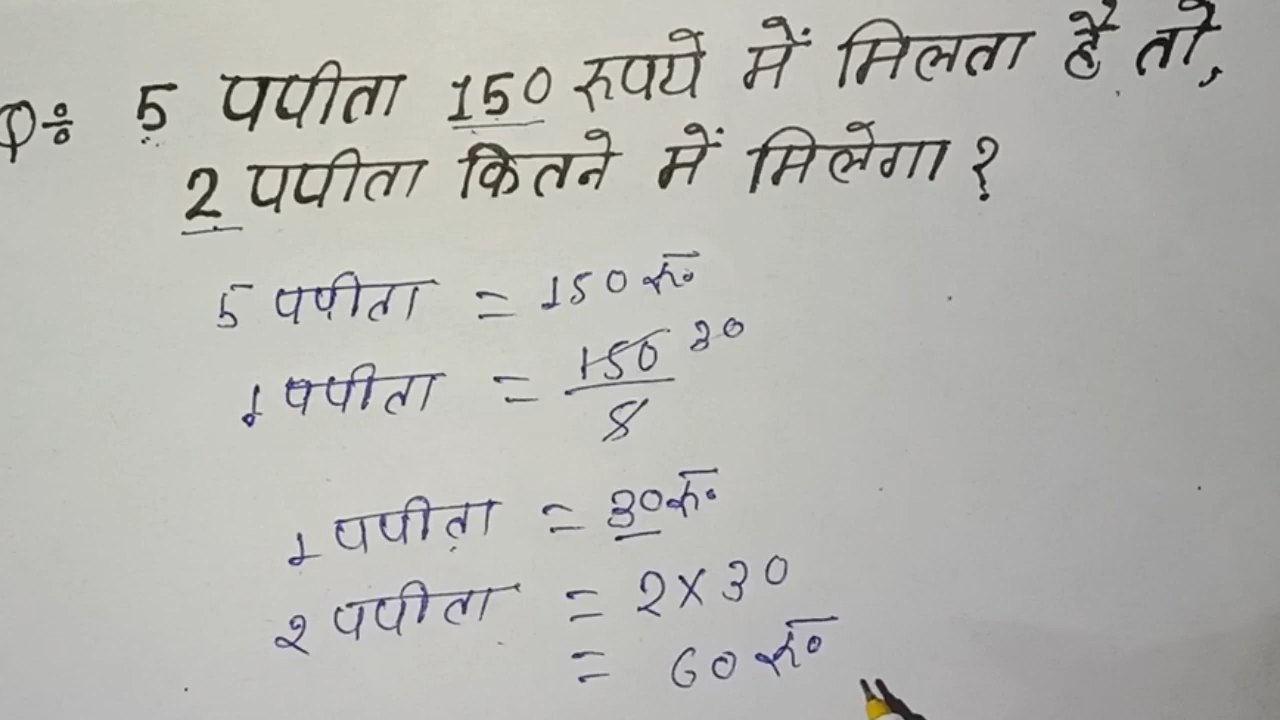 Q÷ 5 पपीता 150 रुपये में मिलता है तो,
2 पपीता कितने में मिलेगा ?
5 पपीता = 150 रु०
1 पपीता = 150/5 30
1 पपीता = 30 रु०
2 पपीता = 2 × 30
= 60 रु०